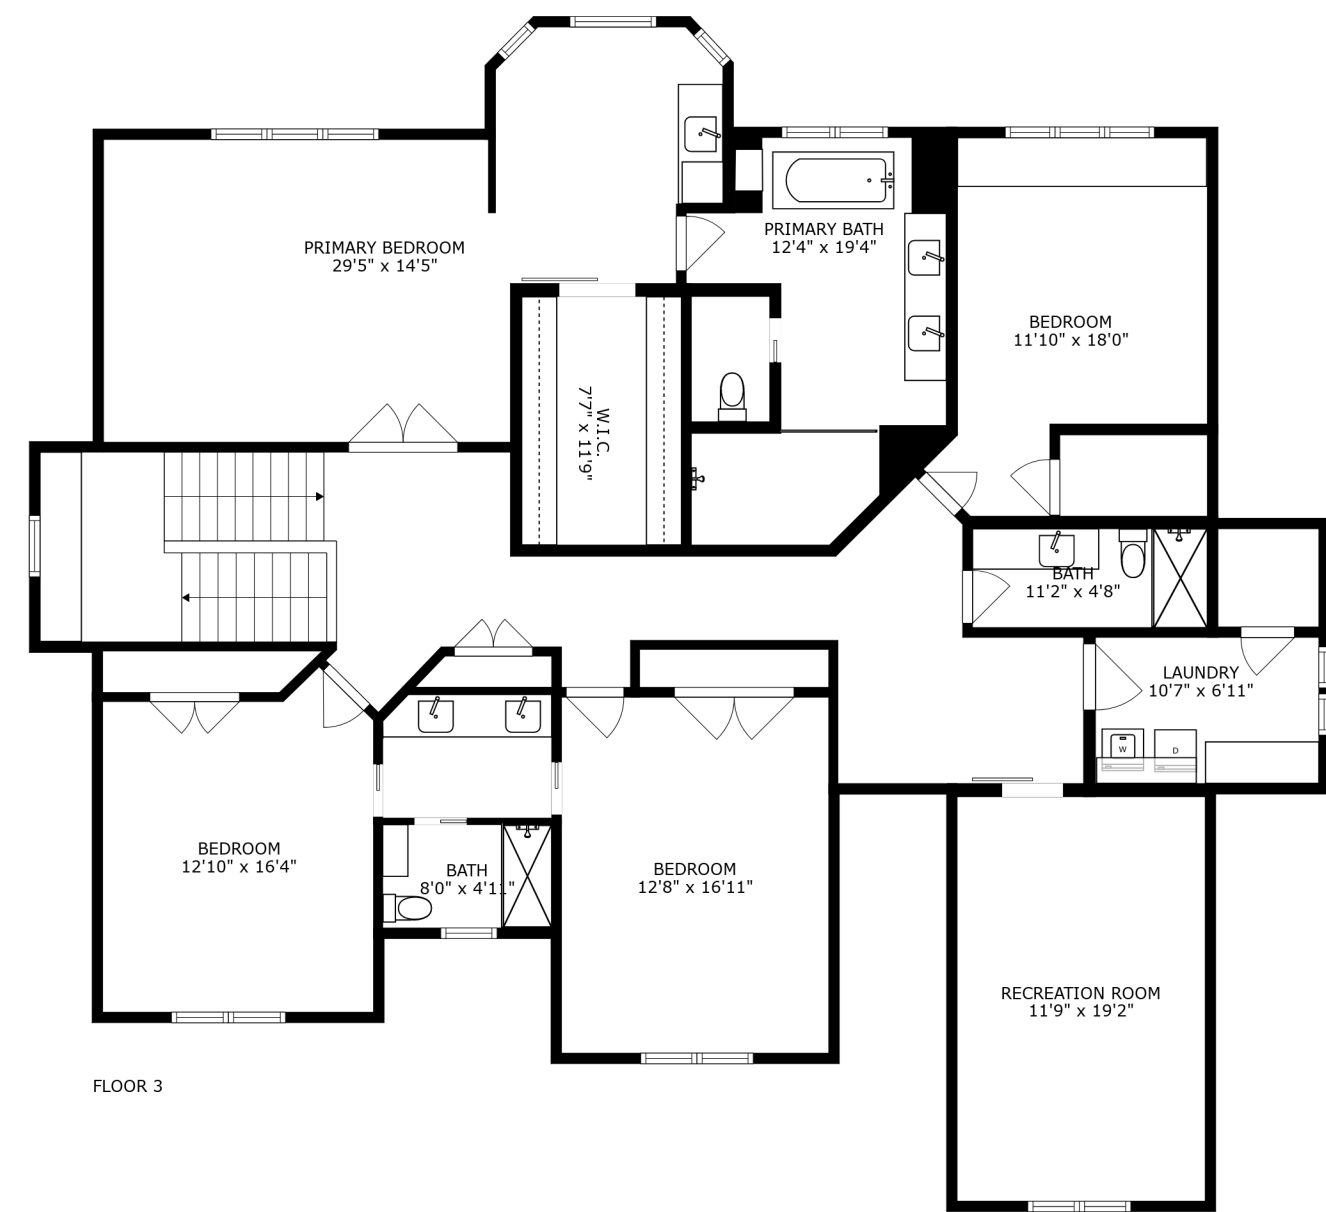 PRIMARY BEDROOM
29'5" x 14'5"
PRIMARY BATH
12'4" x 19'4"
BEDROOM
11'10" x 18'0"
W.I.C.
7'7" x 11'9"
BATH
11'2" x 4'8"
LAUNDRY
10'7" x 6'11"
W
D
BEDROOM
12'10" x 16'4"
BATH
8'0" x 4'11"
BEDROOM
12'8" x 16'11"
RECREATION ROOM
11'9" x 19'2"
FLOOR 3